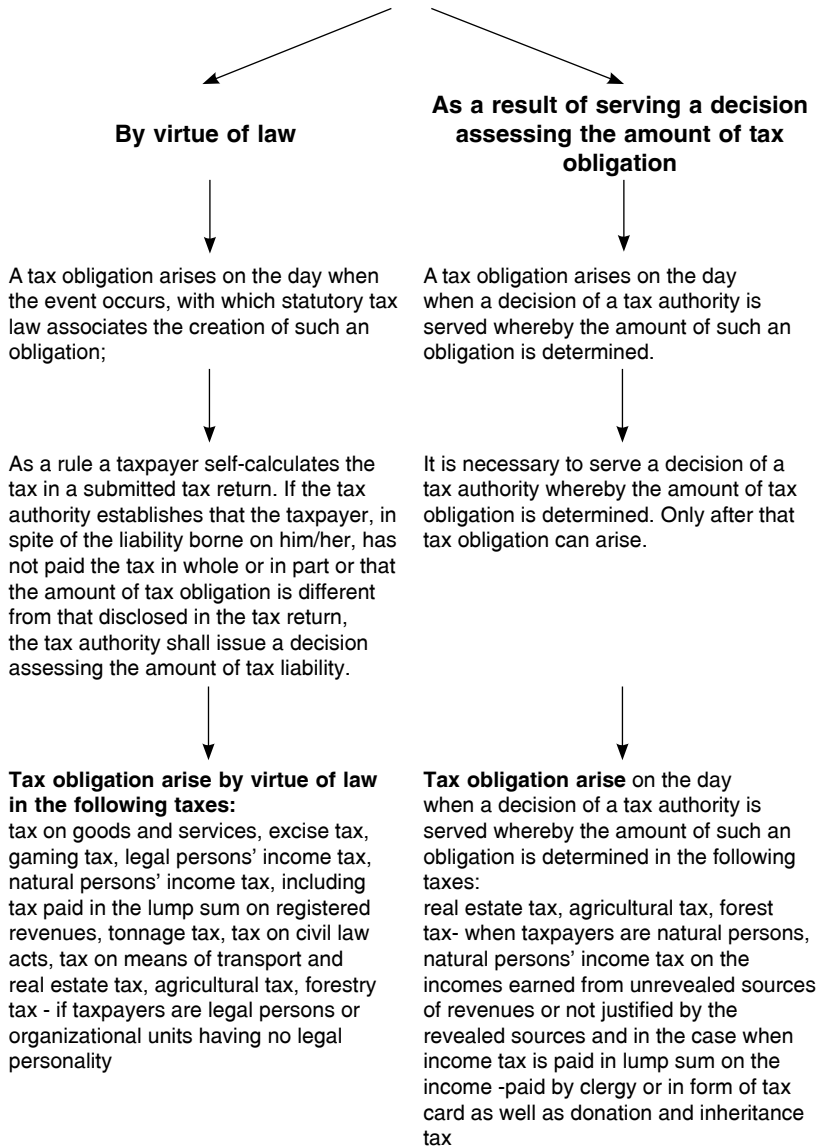 By virtue of law
As a result of serving a decision
assessing the amount of tax
obligation
A tax obligation arises on the day when
the event occurs, with which statutory tax
law associates the creation of such an
obligation;
A tax obligation arises on the day
when a decision of a tax authority is
served whereby the amount of such an
obligation is determined.
As a rule a taxpayer self-calculates the
tax in a submitted tax return. If the tax
authority establishes that the taxpayer, in
spite of the liability borne on him/her, has
not paid the tax in whole or in part or that
the amount of tax obligation is different
from that disclosed in the tax return,
the tax authority shall issue a decision
assessing the amount of tax liability.
It is necessary to serve a decision of a
tax authority whereby the amount of tax
obligation is determined. Only after that
tax obligation can arise.
Tax obligation arise by virtue of law
in the following taxes:
tax on goods and services, excise tax,
gaming tax, legal persons' income tax,
natural persons' income tax, including
tax paid in the lump sum on registered
revenues, tonnage tax, tax on civil law
acts, tax on means of transport and
real estate tax, agricultural tax, forestry
tax - if taxpayers are legal persons or
organizational units having no legal
personality
Tax obligation arise on the day
when a decision of a tax authority is
served whereby the amount of such an
obligation is determined in the following
taxes:
real estate tax, agricultural tax, forest
tax- when taxpayers are natural persons,
natural persons' income tax on the
incomes earned from unrevealed sources
of revenues or not justified by the
revealed sources and in the case when
income tax is paid in lump sum on the
income -paid by clergy or in form of tax
card as well as donation and inheritance
tax